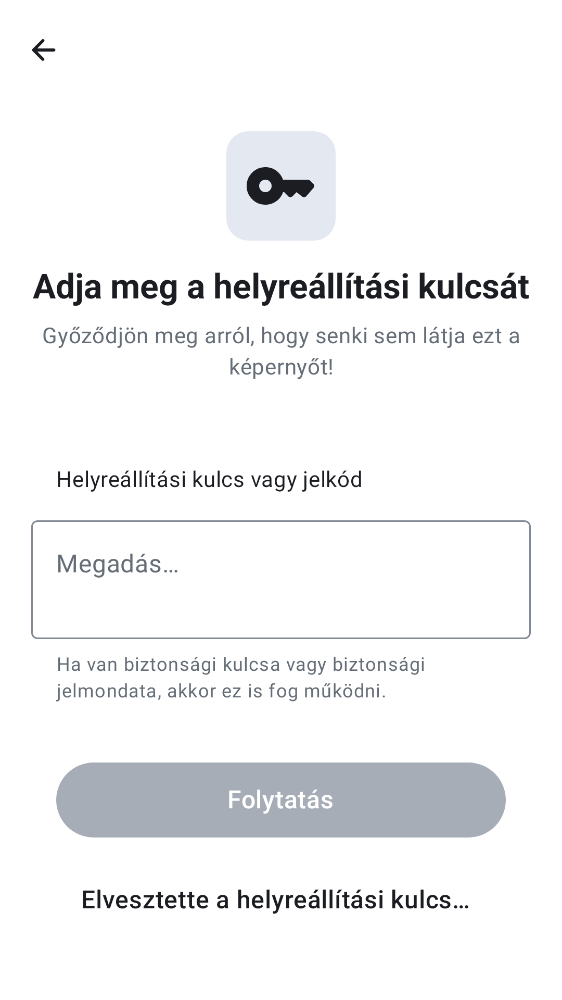 Adja meg a helyreállítási kulcsát
Győződjön meg arról, hogy senki sem látja ezt a
képernyőt!
Helyreállítási kulcs vagy jelkód
Megadás…
Ha van biztonsági kulcsa vagy biztonsági
jelmondata, akkor ez is fog működni.
Folytatás
Elvesztette a helyreállítási kulcs…